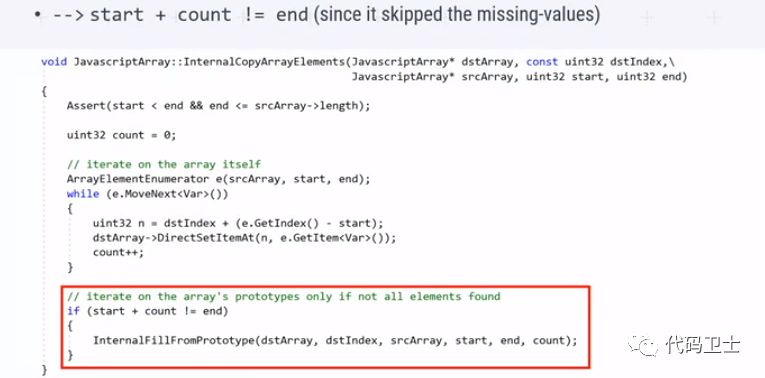 • --> start + count != end (since it skipped the missing-values)
void JavascriptArray::InternalCopyArrayElements(JavascriptArray* dstArray, const uint32 dstIndex,\
JavascriptArray* srcArray, uint32 start, uint32 end)
{
Assert(start < end && end <= srcArray->length);
uint32 count = 0;
// iterate on the array itself
ArrayElementEnumerator e(srcArray, start, end);
while (e.MoveNext<Var>())
{
uint32 n = dstIndex + (e.GetIndex() - start);
dstArray->DirectSetItemAt(n, e.GetItem<Var>());
count++;
}
// iterate on the array's prototypes only if not all elements found
if (start + count != end)
{
InternalFillFromPrototype(dstArray, dstIndex, srcArray, start, end, count);
}
}
代码卫士